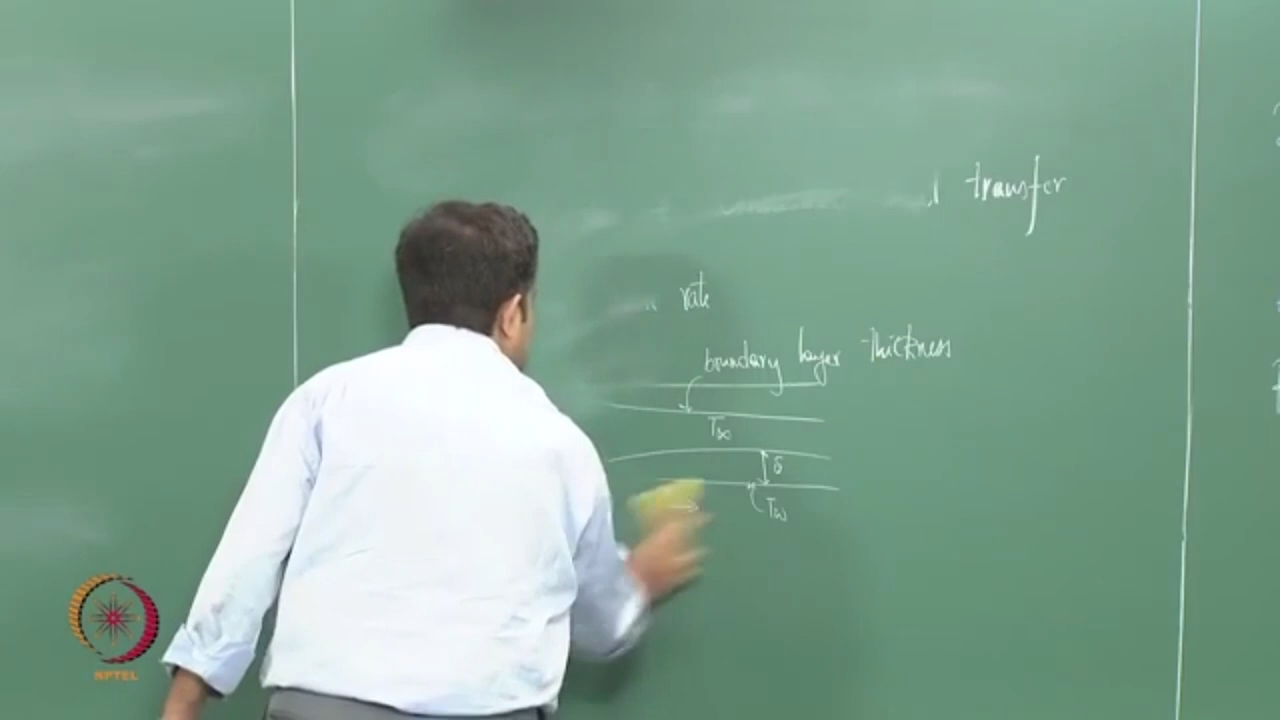 transfer
rate
boundary layer thickness
T∞
δ
Tw
NPTEL